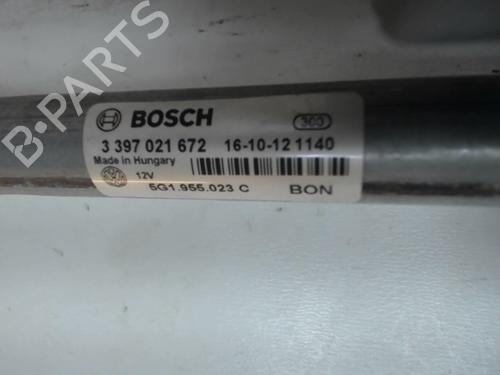 B-PARTS
BOSCH 360
3 397 021 672 16-10-12 1140
Made in Hungary
12V
5G1.955.023 C BON